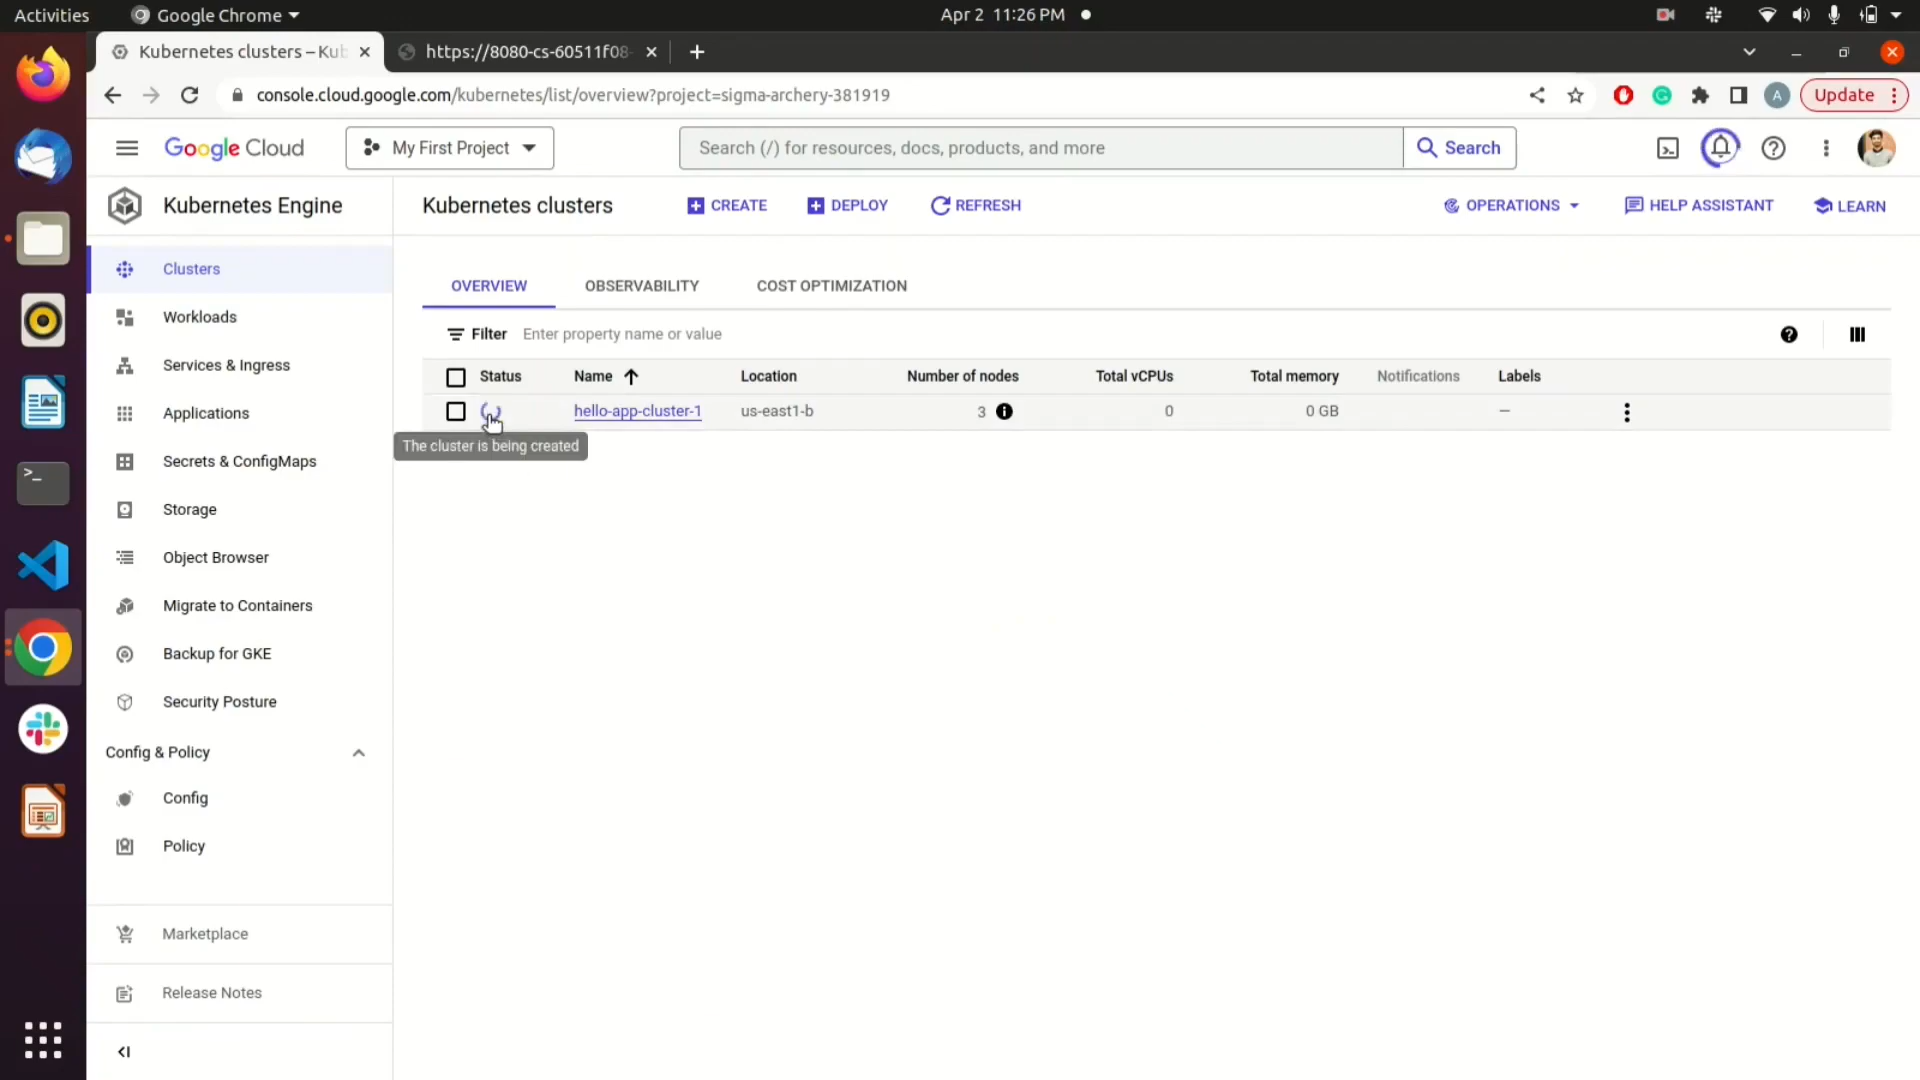 Activities
Google Chrome
Apr 2 11:26 PM
Kubernetes clusters – Kub
https://8080-cs-60511f08-
console.cloud.google.com/kubernetes/list/overview?project=sigma-archery-381919
A
Update
Google Cloud
My First Project
Search (/) for resources, docs, products, and more
Search
Kubernetes Engine
Kubernetes clusters
CREATE
DEPLOY
REFRESH
OPERATIONS
HELP ASSISTANT
LEARN
Clusters
Workloads
Services & Ingress
Applications
Secrets & ConfigMaps
Storage
Object Browser
Migrate to Containers
Backup for GKE
Security Posture
Config & Policy
Config
Policy
Marketplace
Release Notes
OVERVIEW
OBSERVABILITY
COST OPTIMIZATION
Filter Enter property name or value
Status Name Location Number of nodes Total vCPUs Total memory Notifications Labels
hello-app-cluster-1 us-east1-b 3 0 0 GB –
The cluster is being created